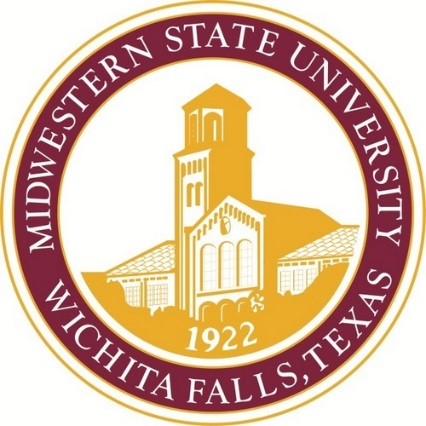 MIDWESTERN STATE UNIVERSITY
1922
WICHITA FALLS, TEXAS